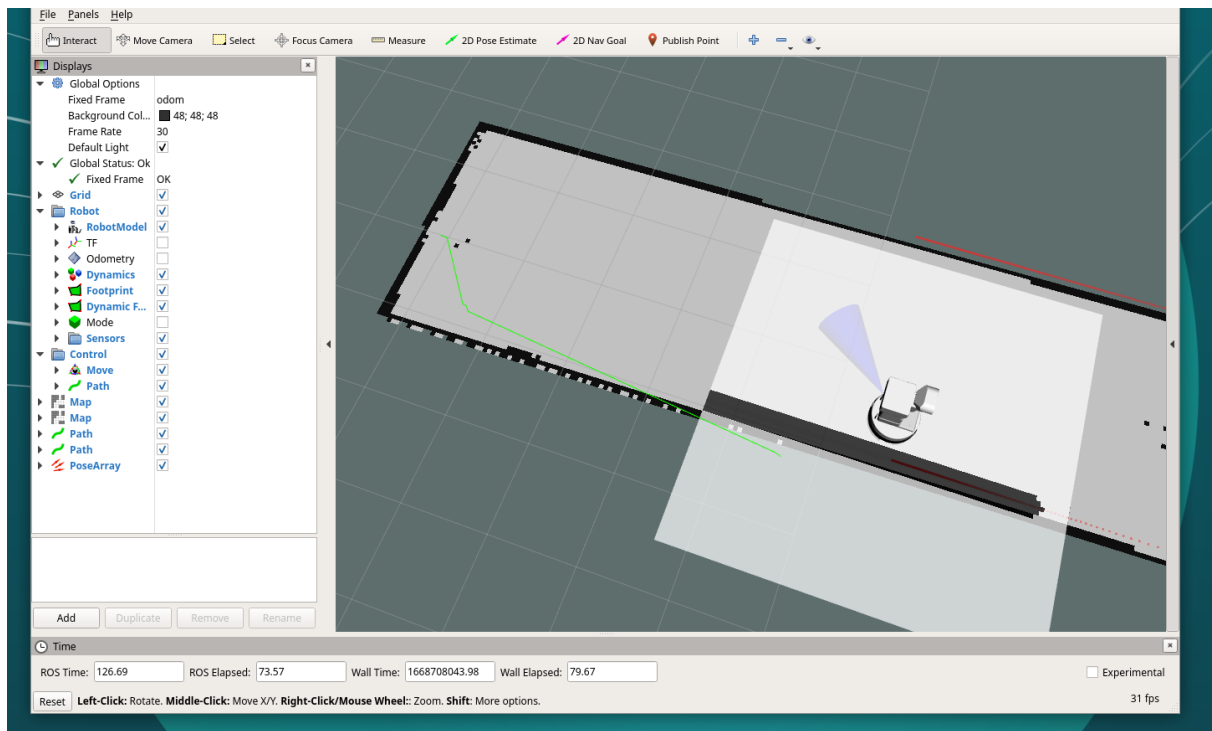 File Panels Help
Interact Move Camera Select Focus Camera Measure 2D Pose Estimate 2D Nav Goal Publish Point
Displays
Global Options
Fixed Frame odom
Background Col... 48; 48; 48
Frame Rate 30
Default Light
Global Status: Ok
Fixed Frame OK
Grid
Robot
RobotModel
TF
Odometry
Dynamics
Footprint
Dynamic F...
Mode
Sensors
Control
Move
Path
Map
Map
Path
Path
PoseArray
Add Duplicate Remove Rename
Time
ROS Time: 126.69 ROS Elapsed: 73.57 Wall Time: 1668708043.98 Wall Elapsed: 79.67 Experimental
Reset Left-Click: Rotate. Middle-Click: Move X/Y. Right-Click/Mouse Wheel:: Zoom. Shift: More options. 31 fps